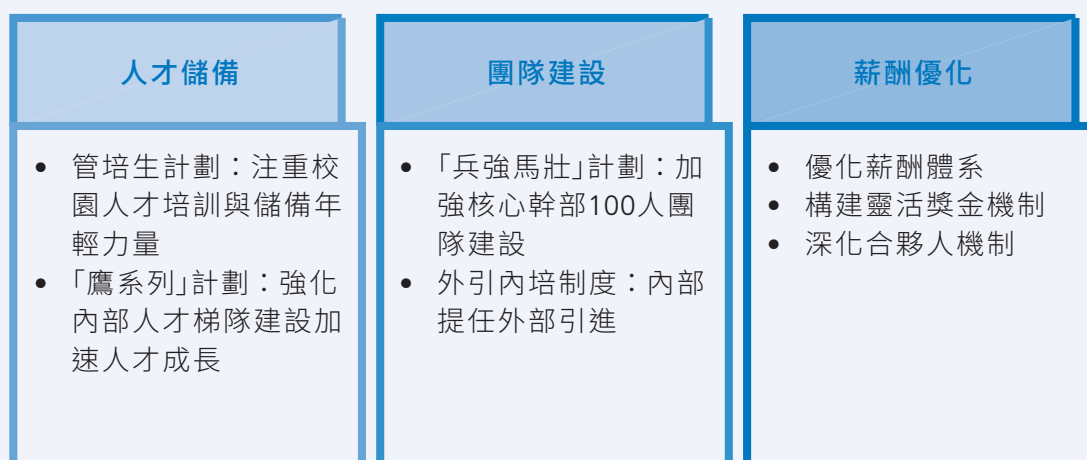 人才儲備
• 管培生計劃：注重校
園人才培訓與儲備年
輕力量
• 「鷹系列」計劃：強化
內部人才梯隊建設加
速人才成長
團隊建設
• 「兵強馬壯」計劃：加
強核心幹部100人團
隊建設
• 外引內培制度：內部
提任外部引進
薪酬優化
• 優化薪酬體系
• 構建靈活獎金機制
• 深化合夥人機制